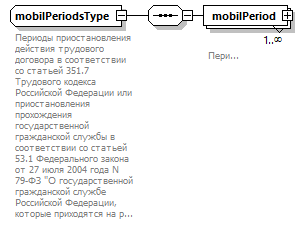 mobilPeriodsType
mobilPeriod
1..∞
Периоды приостановления
действия трудового
договора в соответствии
со статьей 351.7
Трудового кодекса
Российской Федерации или
приостановления
прохождения
государственной
гражданской службы в
соответствии со статьей
53.1 Федерального закона
от 27 июля 2004 года N
79-ФЗ "О государственной
гражданской службе
Российской Федерации,
которые приходятся на р...
Пери...